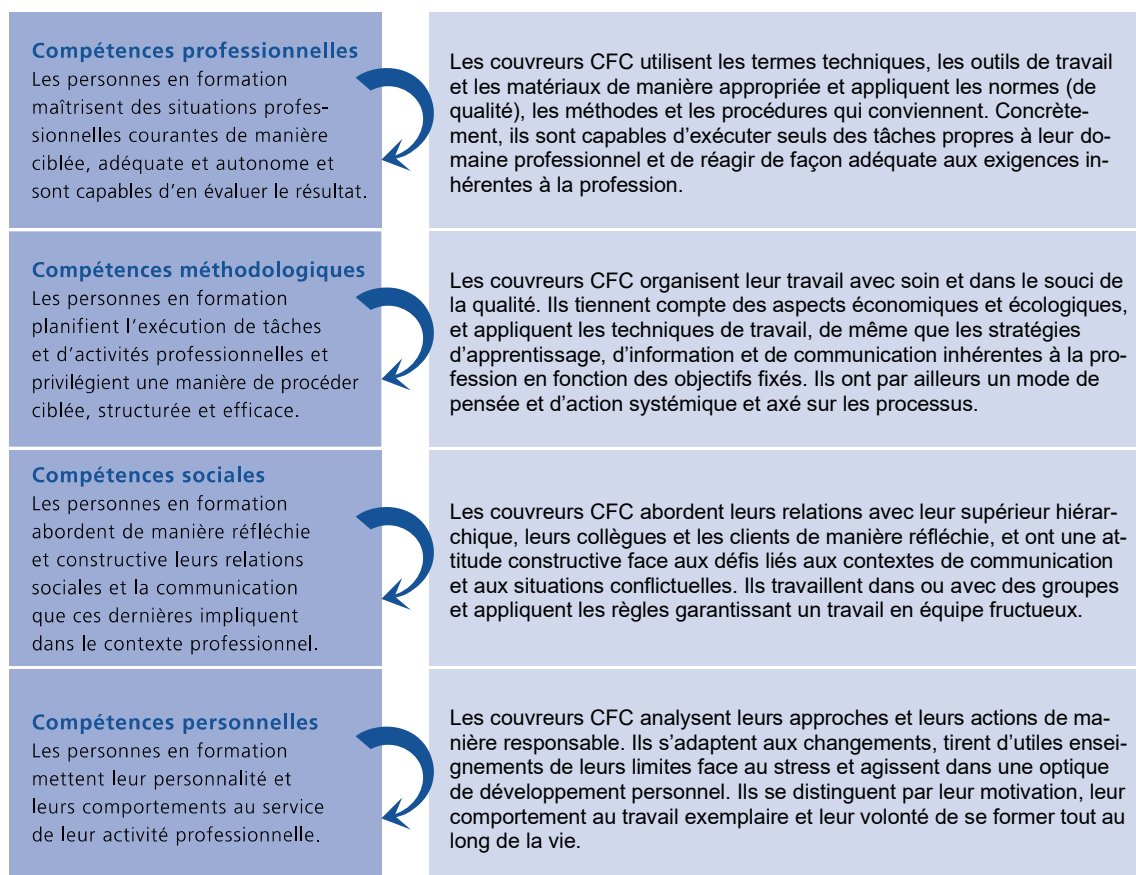 Compétences professionnelles
Les personnes en formation
maîtrisent des situations profes-
sionnelles courantes de manière
ciblée, adéquate et autonome et
sont capables d'en évaluer le résultat.
Les couvreurs CFC utilisent les termes techniques, les outils de travail
et les matériaux de manière appropriée et appliquent les normes (de
qualité), les méthodes et les procédures qui conviennent. Concrète-
ment, ils sont capables d'exécuter seuls des tâches propres à leur do-
maine professionnel et de réagir de façon adéquate aux exigences in-
hérentes à la profession.
Compétences méthodologiques
Les personnes en formation
planifient l'exécution de tâches
et d'activités professionnelles et
privilégient une manière de procéder
ciblée, structurée et efficace.
Les couvreurs CFC organisent leur travail avec soin et dans le souci de
la qualité. Ils tiennent compte des aspects économiques et écologiques,
et appliquent les techniques de travail, de même que les stratégies
d'apprentissage, d'information et de communication inhérentes à la pro-
fession en fonction des objectifs fixés. Ils ont par ailleurs un mode de
pensée et d'action systémique et axé sur les processus.
Compétences sociales
Les personnes en formation
abordent de manière réfléchie
et constructive leurs relations
sociales et la communication
que ces dernières impliquent
dans le contexte professionnel.
Les couvreurs CFC abordent leurs relations avec leur supérieur hiérar-
chique, leurs collègues et les clients de manière réfléchie, et ont une at-
titude constructive face aux défis liés aux contextes de communication
et aux situations conflictuelles. Ils travaillent dans ou avec des groupes
et appliquent les règles garantissant un travail en équipe fructueux.
Compétences personnelles
Les personnes en formation
mettent leur personnalité et
leurs comportements au service
de leur activité professionnelle.
Les couvreurs CFC analysent leurs approches et leurs actions de ma-
nière responsable. Ils s'adaptent aux changements, tirent d'utiles ensei-
gnements de leurs limites face au stress et agissent dans une optique
de développement personnel. Ils se distinguent par leur motivation, leur
comportement au travail exemplaire et leur volonté de se former tout au
long de la vie.